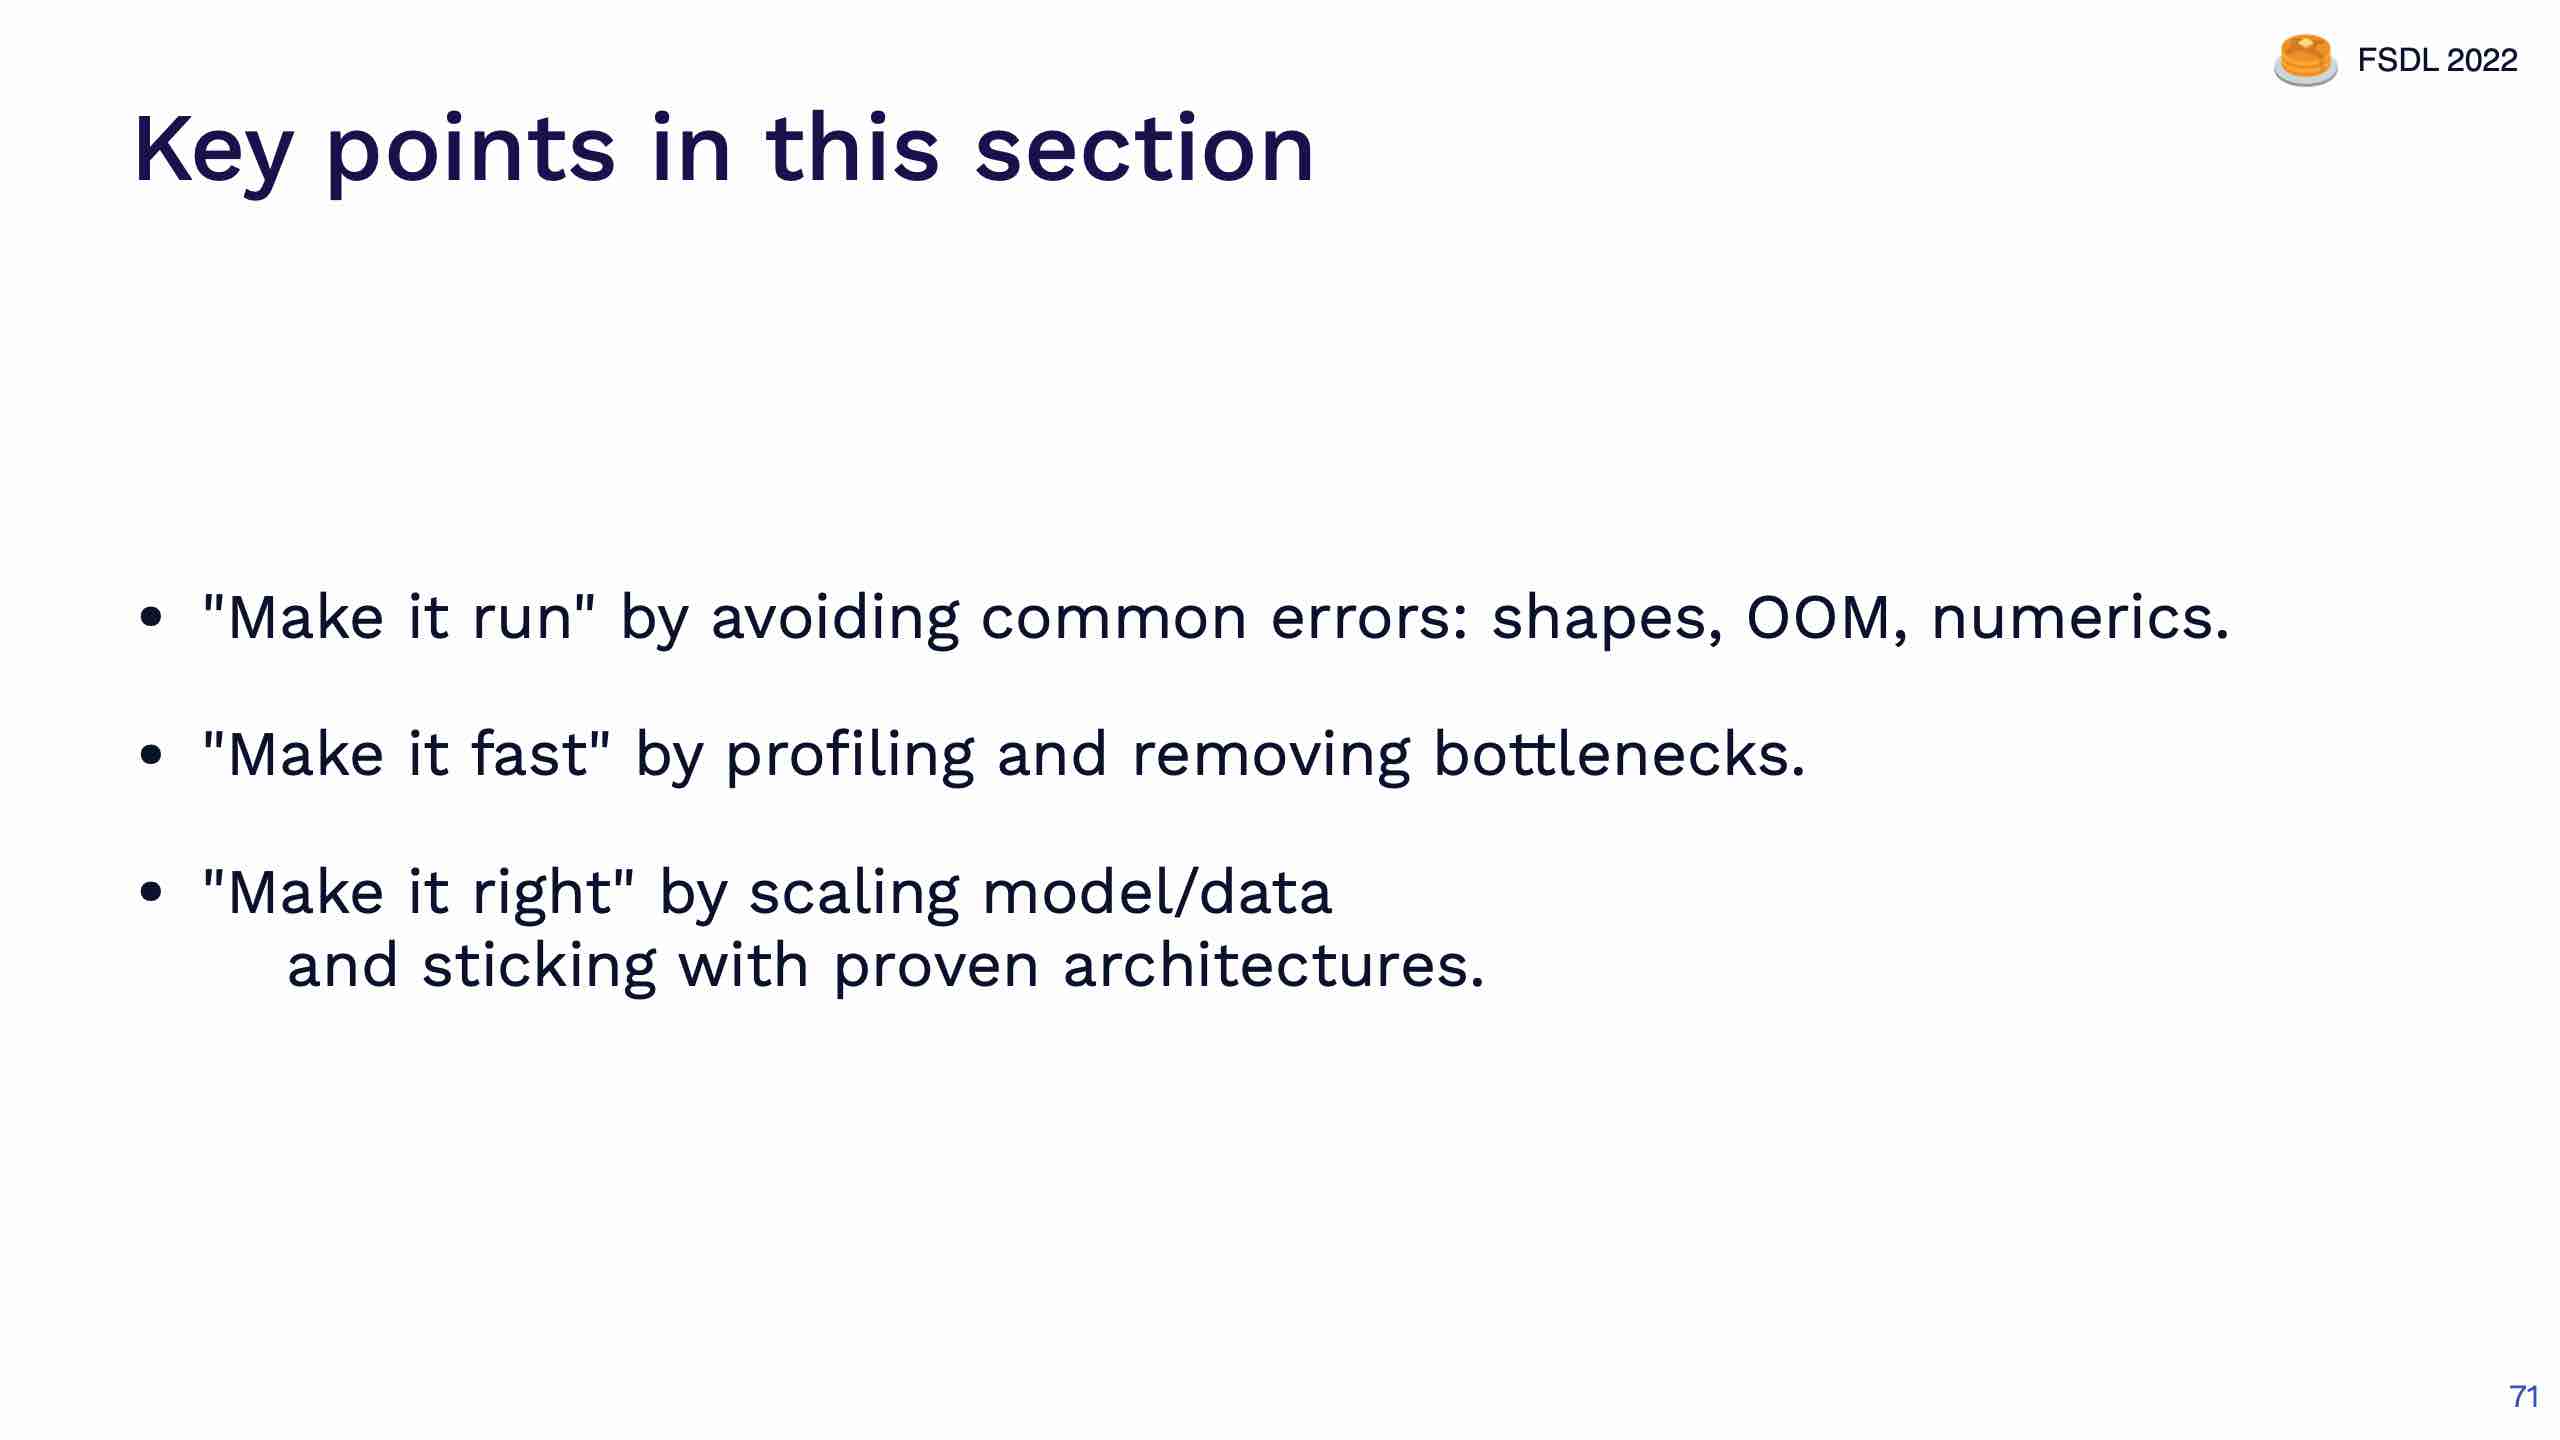 FSDL 2022
Key points in this section
• "Make it run" by avoiding common errors: shapes, OOM, numerics.
• "Make it fast" by profiling and removing bottlenecks.
• "Make it right" by scaling model/data
and sticking with proven architectures.
71